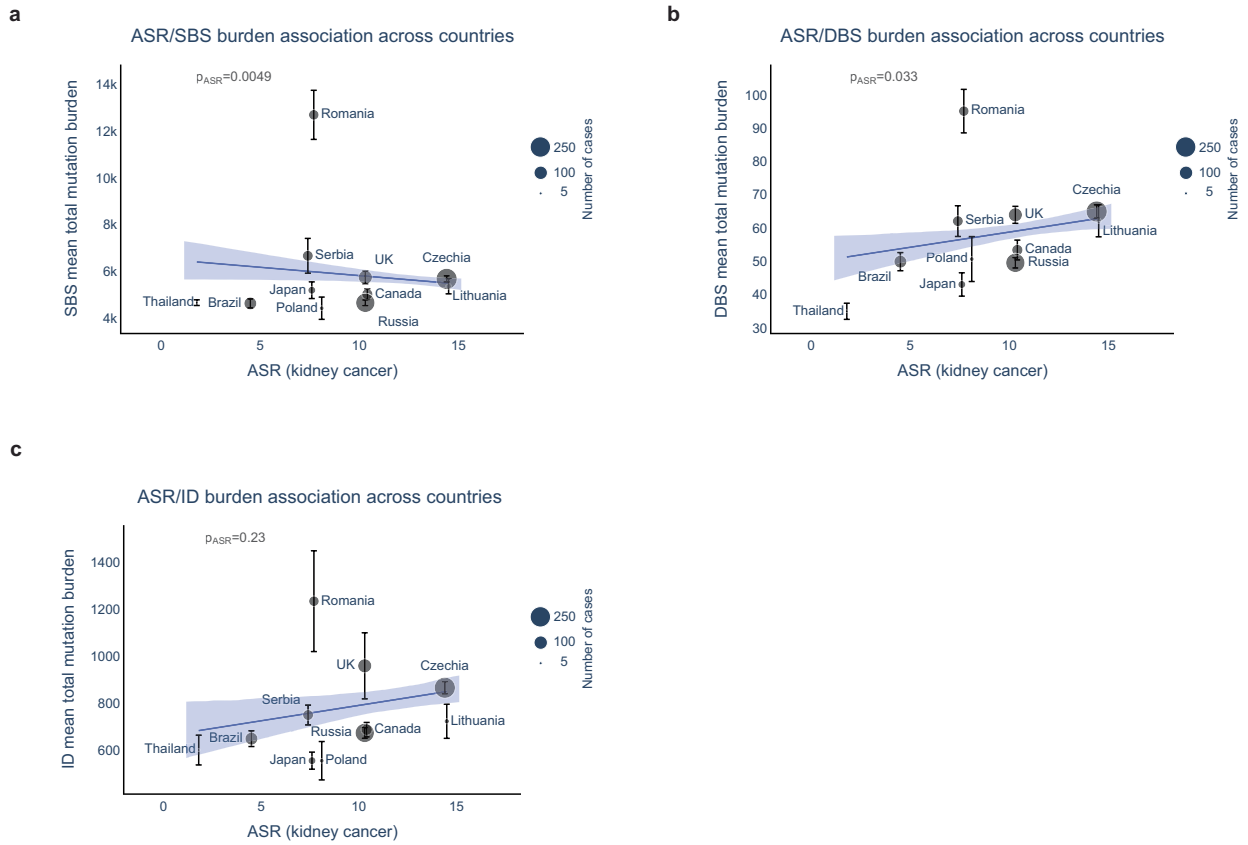 a
ASR/SBS burden association across countries
pASR=0.0049
SBS mean total mutation burden
14k
12k
10k
8k
6k
4k
Romania
Serbia
UK
Czechia
Thailand
Brazil
Japan
Poland
Canada
Lithuania
Russia
0 5 10 15
ASR (kidney cancer)
250
100
5
Number of cases
b
ASR/DBS burden association across countries
pASR=0.033
DBS mean total mutation burden
100
90
80
70
60
50
40
30
Romania
Czechia
Serbia
UK
Lithuania
Poland
Canada
Brazil
Russia
Japan
Thailand
0 5 10 15
ASR (kidney cancer)
250
100
5
Number of cases
c
ASR/ID burden association across countries
pASR=0.23
ID mean total mutation burden
1400
1200
1000
800
600
Romania
UK
Czechia
Serbia
Lithuania
Thailand
Brazil
Russia
Canada
Japan
Poland
0 5 10 15
ASR (kidney cancer)
250
100
5
Number of cases